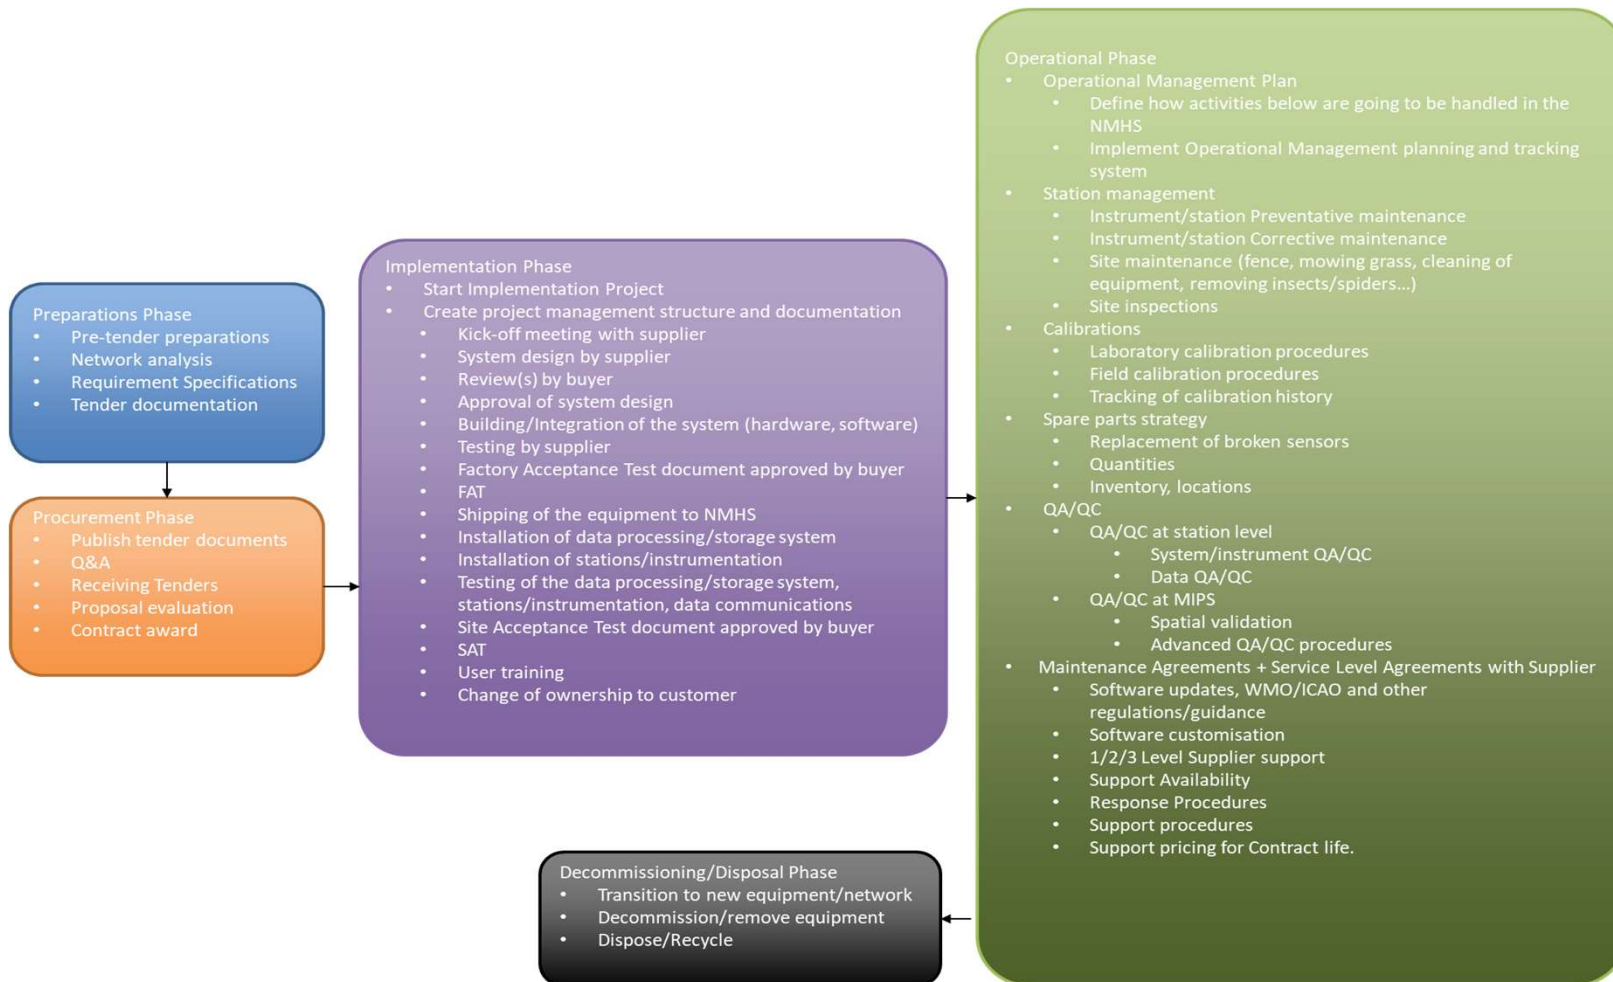 Preparations Phase
• Pre-tender preparations
• Network analysis
• Requirement Specifications
• Tender documentation
Procurement Phase
• Publish tender documents
• Q&A
• Receiving Tenders
• Proposal evaluation
• Contract award
Implementation Phase
• Start Implementation Project
• Create project management structure and documentation
• Kick-off meeting with supplier
• System design by supplier
• Review(s) by buyer
• Approval of system design
• Building/Integration of the system (hardware, software)
• Testing by supplier
• Factory Acceptance Test document approved by buyer
• FAT
• Shipping of the equipment to NMHS
• Installation of data processing/storage system
• Installation of stations/instrumentation
• Testing of the data processing/storage system,
stations/instrumentation, data communications
• Site Acceptance Test document approved by buyer
• SAT
• User training
• Change of ownership to customer
Operational Phase
• Operational Management Plan
• Define how activities below are going to be handled in the
NMHS
• Implement Operational Management planning and tracking
system
• Station management
• Instrument/station Preventative maintenance
• Instrument/station Corrective maintenance
• Site maintenance (fence, mowing grass, cleaning of
equipment, removing insects/spiders...)
• Site inspections
• Calibrations
• Laboratory calibration procedures
• Field calibration procedures
• Tracking of calibration history
• Spare parts strategy
• Replacement of broken sensors
• Quantities
• Inventory, locations
• QA/QC
• QA/QC at station level
• System/instrument QA/QC
• Data QA/QC
• QA/QC at MIPS
• Spatial validation
• Advanced QA/QC procedures
• Maintenance Agreements + Service Level Agreements with Supplier
• Software updates, WMO/ICAO and other
regulations/guidance
• Software customisation
• 1/2/3 Level Supplier support
• Support Availability
• Response Procedures
• Support procedures
• Support pricing for Contract life.
Decommissioning/Disposal Phase
• Transition to new equipment/network
• Decommission/remove equipment
• Dispose/Recycle